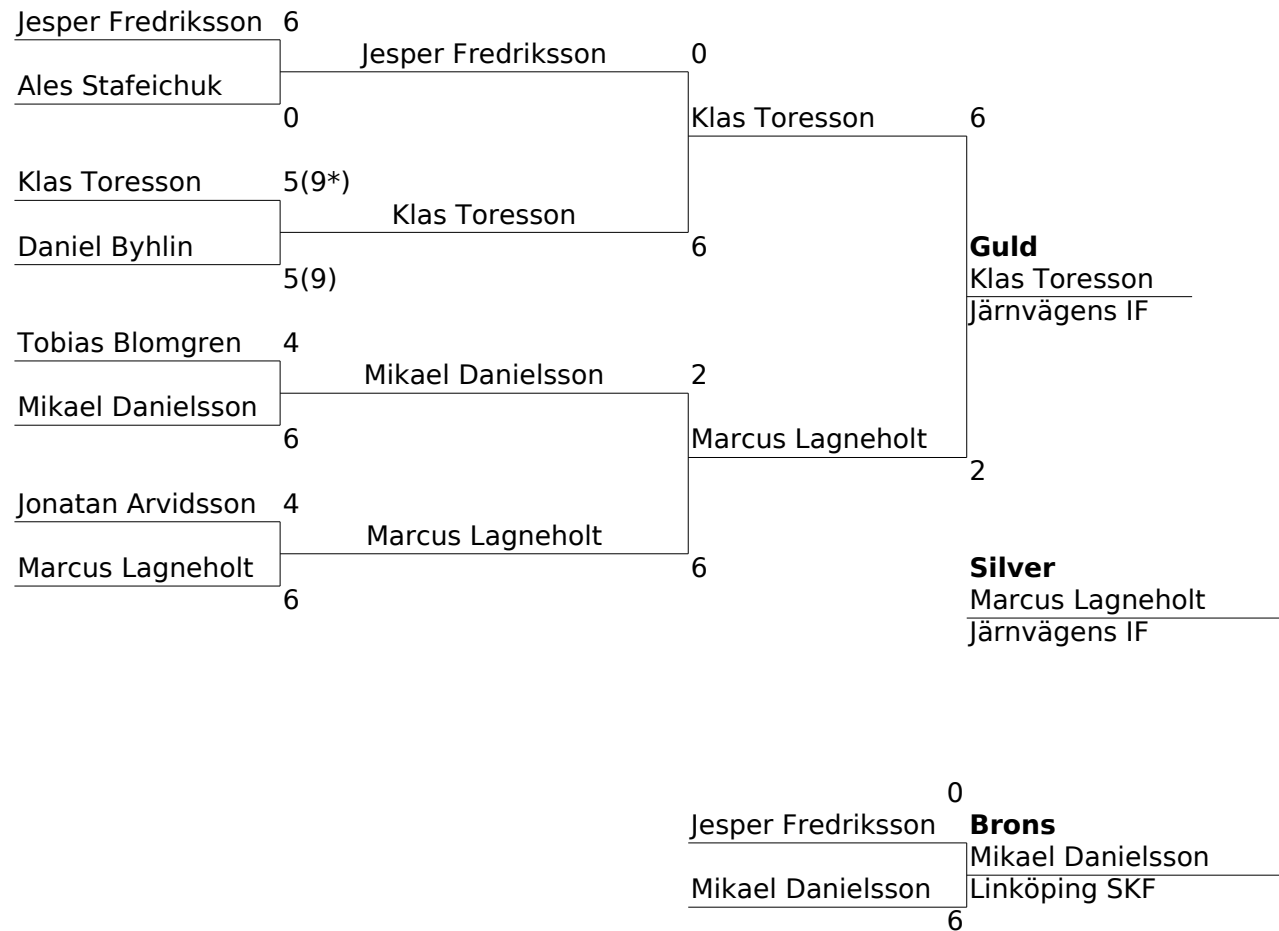 Jesper Fredriksson 6
Jesper Fredriksson 0
Ales Stafeichuk
0
Klas Toresson 6
Klas Toresson 5(9*)
Klas Toresson
Daniel Byhlin
6
Guld
5(9)
Klas Toresson
Järnvägens IF
Tobias Blomgren 4
Mikael Danielsson 2
Mikael Danielsson
6
Marcus Lagneholt
2
Jonatan Arvidsson 4
Marcus Lagneholt
Marcus Lagneholt
6
Silver
6
Marcus Lagneholt
Järnvägens IF
0
Jesper Fredriksson
Brons
Mikael Danielsson
Mikael Danielsson
Linköping SKF
6